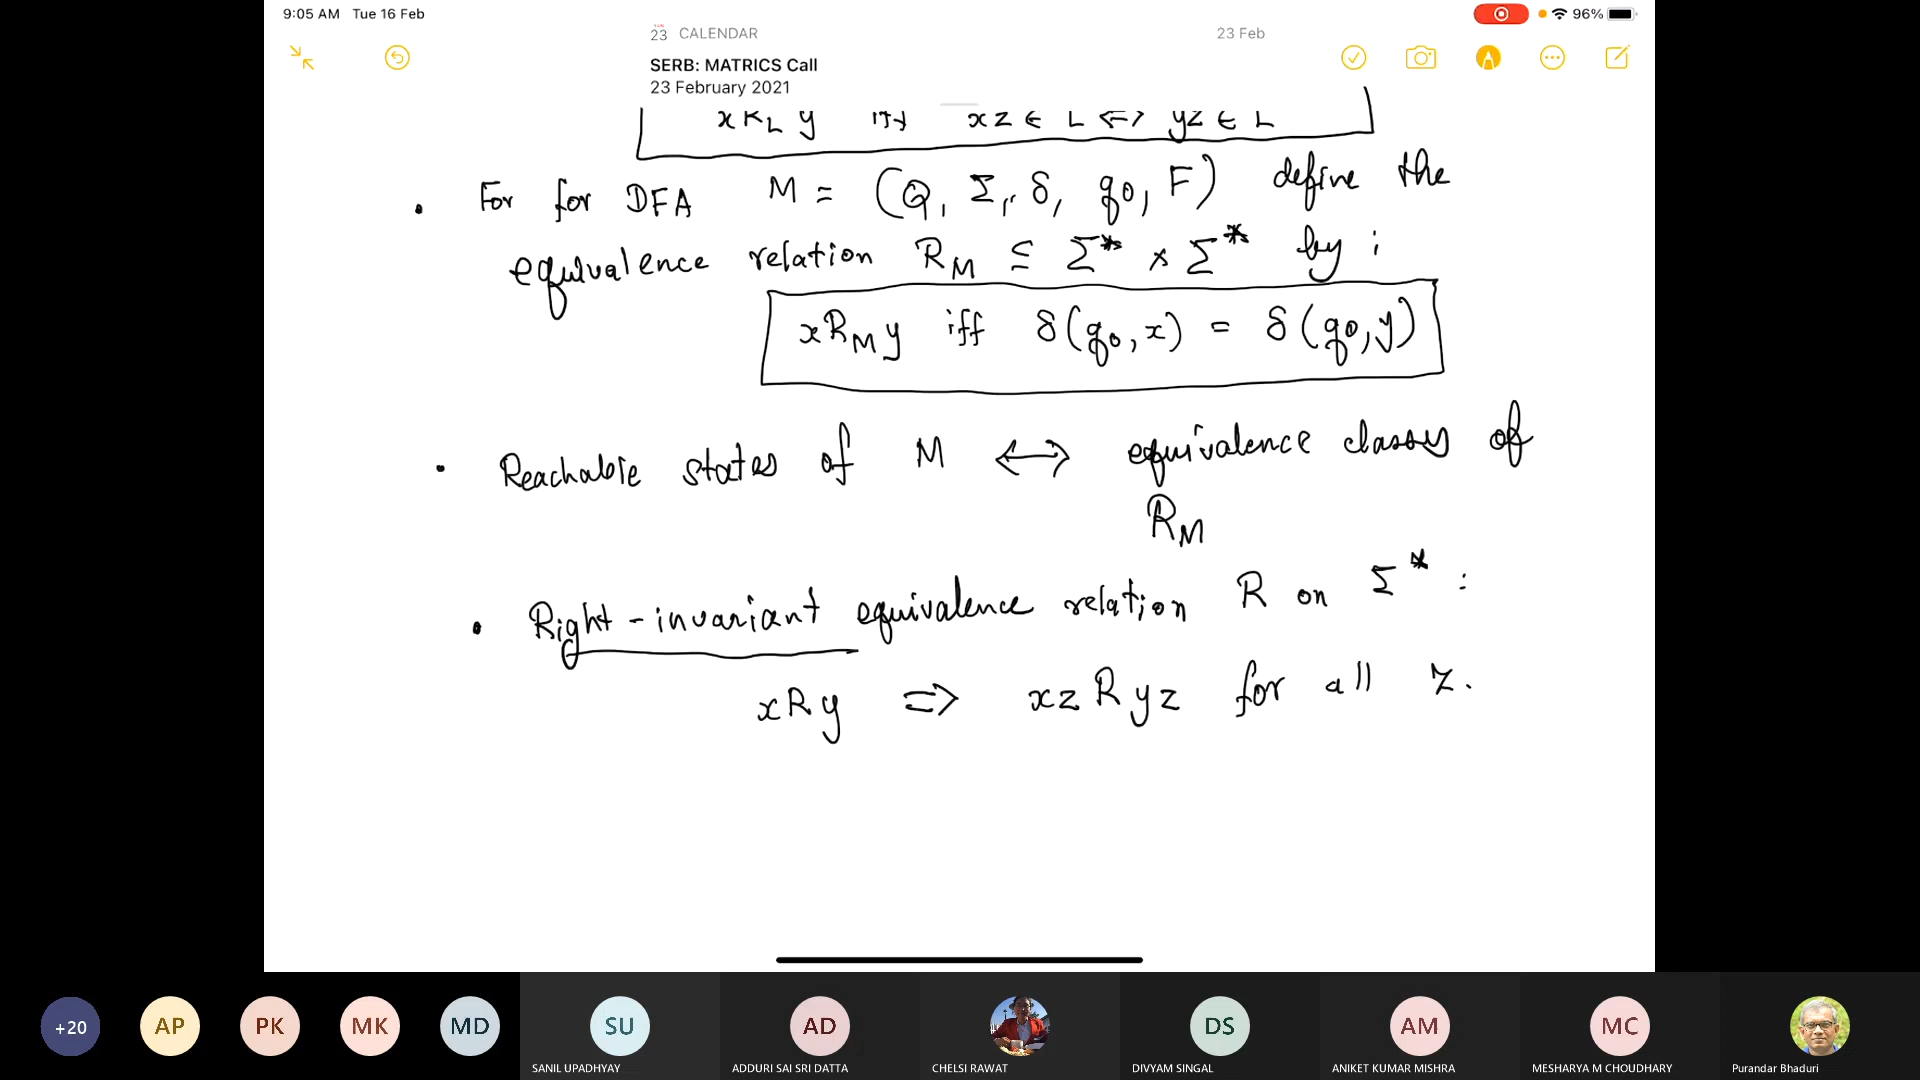 9:05 AM Tue 16 Feb
96%
23 CALENDAR
23 Feb
SERB: MATRICS Call
23 February 2021
x R_L y iff xz ∈ L ⇔ yz ∈ L
• For for DFA M = (Q, Σ, δ, q0, F) define the
equivalence relation R_M ⊆ Σ* × Σ* by :
x R_M y iff δ(q0, x) = δ(q0, y)
• Reachable states of M ⟷ equivalence classes of
R_M
• Right-invariant equivalence relation R on Σ* :
xRy ⇒ xz R yz for all z.
+20
AP
PK
MK
MD
SU
AD
DS
AM
MC
SANIL UPADHYAY
ADDURI SAI SRI DATTA
CHELSI RAWAT
DIVYAM SINGAL
ANIKET KUMAR MISHRA
MESHARYA M CHOUDHARY
Purandar Bhaduri